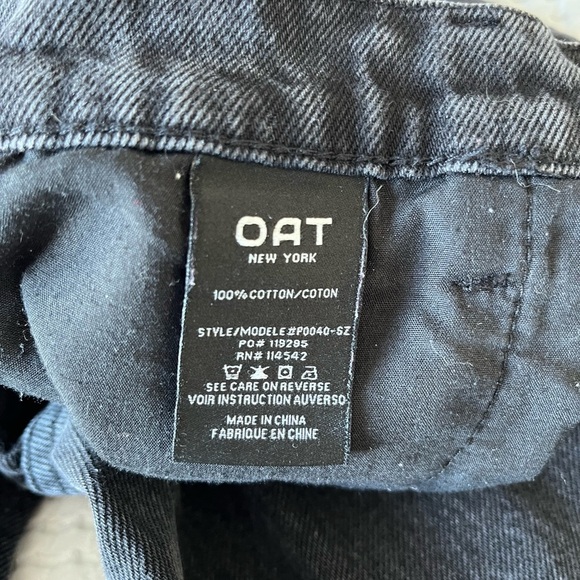 OAT
NEW YORK
100% COTTON/COTON
STYLE/MODELE #P0040-SZ
PO# 119285
RN# 114542
SEE CARE ON REVERSE
VOIR INSTRUCTION AUVERSO
MADE IN CHINA
FABRIQUE EN CHINE